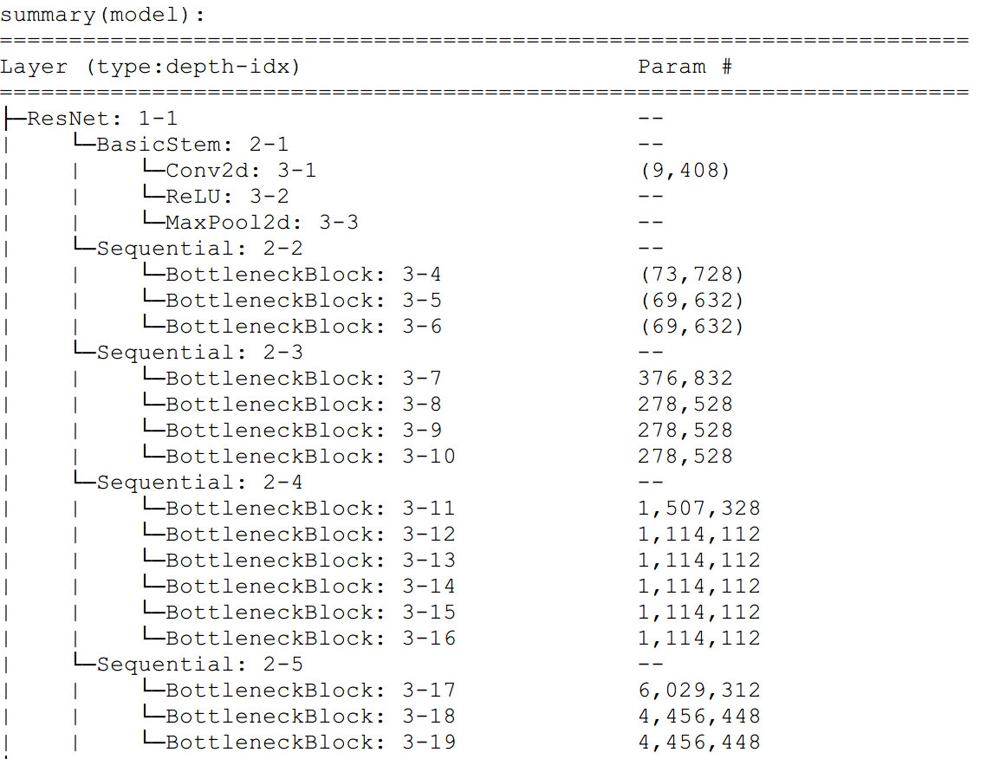 summary(model):
======================================================================
Layer (type:depth-idx)                        Param #
======================================================================
├─ResNet: 1-1                                 --
|    └─BasicStem: 2-1                         --
|    |    └─Conv2d: 3-1                       (9,408)
|    |    └─ReLU: 3-2                         --
|    |    └─MaxPool2d: 3-3                    --
|    └─Sequential: 2-2                        --
|    |    └─BottleneckBlock: 3-4              (73,728)
|    |    └─BottleneckBlock: 3-5              (69,632)
|    |    └─BottleneckBlock: 3-6              (69,632)
|    └─Sequential: 2-3                        --
|    |    └─BottleneckBlock: 3-7              376,832
|    |    └─BottleneckBlock: 3-8              278,528
|    |    └─BottleneckBlock: 3-9              278,528
|    |    └─BottleneckBlock: 3-10             278,528
|    └─Sequential: 2-4                        --
|    |    └─BottleneckBlock: 3-11             1,507,328
|    |    └─BottleneckBlock: 3-12             1,114,112
|    |    └─BottleneckBlock: 3-13             1,114,112
|    |    └─BottleneckBlock: 3-14             1,114,112
|    |    └─BottleneckBlock: 3-15             1,114,112
|    |    └─BottleneckBlock: 3-16             1,114,112
|    └─Sequential: 2-5                        --
|    |    └─BottleneckBlock: 3-17             6,029,312
|    |    └─BottleneckBlock: 3-18             4,456,448
|    |    └─BottleneckBlock: 3-19             4,456,448